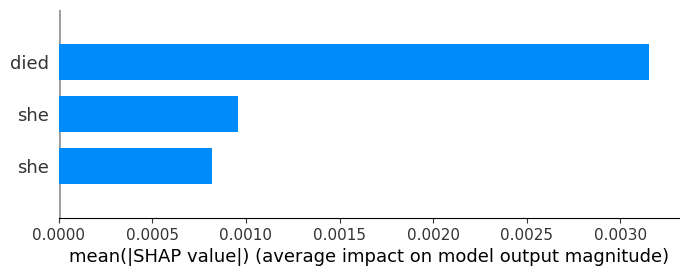 died
she
she
0.0000 0.0005 0.0010 0.0015 0.0020 0.0025 0.0030
mean(|SHAP value|) (average impact on model output magnitude)